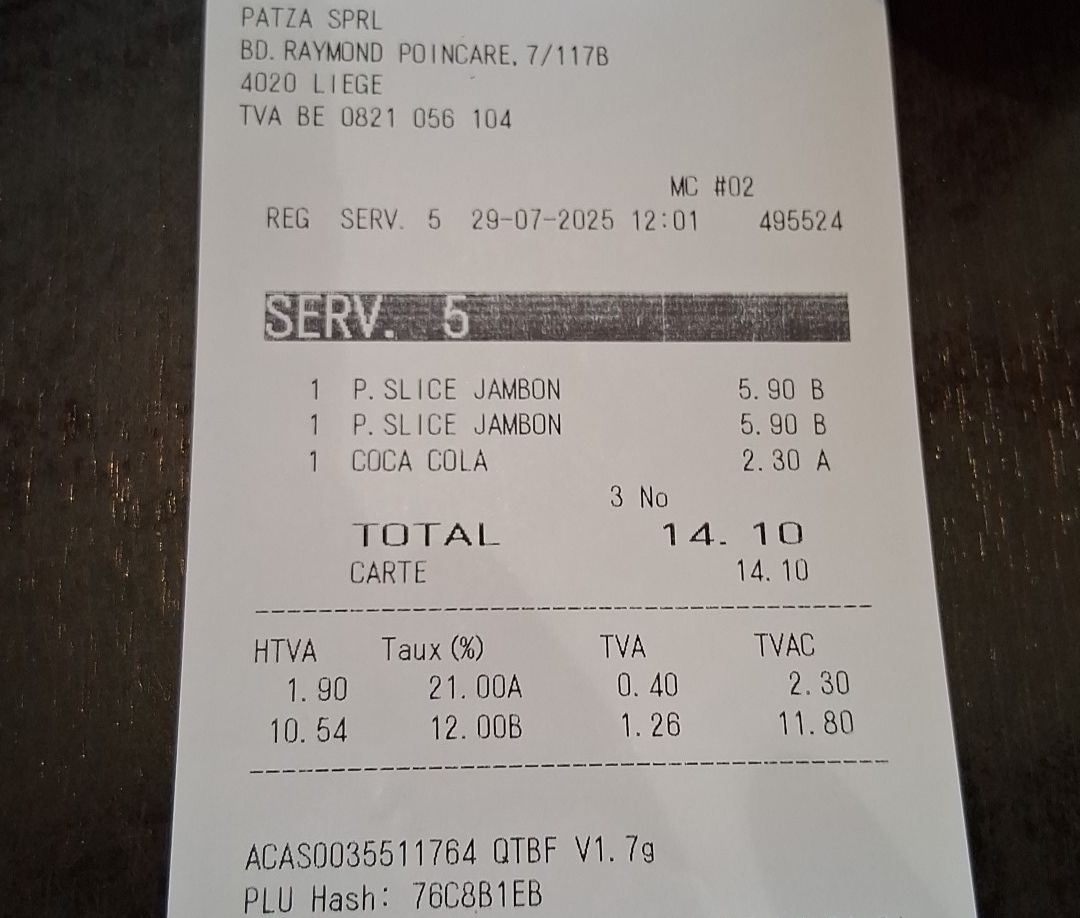 PATZA SPRL
BD. RAYMOND POINCARE, 7/117B
4020 LIEGE
TVA BE 0821 056 104
MC #02
REG SERV. 5 29-07-2025 12:01 495524
SERV. 5
1 P. SLICE JAMBON 5.90 B
1 P. SLICE JAMBON 5.90 B
1 COCA COLA 2.30 A
3 No
TOTAL 14.10
CARTE 14.10
HTVA Taux (%) TVA TVAC
1.90 21.00A 0.40 2.30
10.54 12.00B 1.26 11.80
ACAS0035511764 QTBF V1.7g
PLU Hash: 76C8B1EB